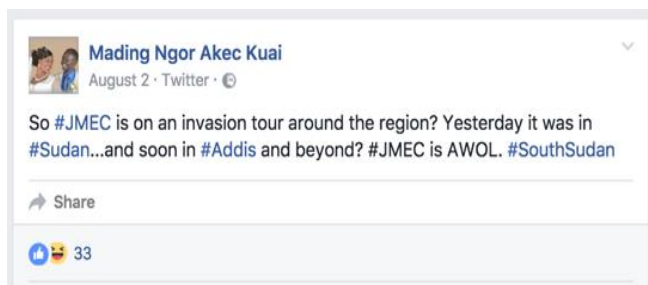 Mading Ngor Akec Kuai
August 2 · Twitter ·
So #JMEC is on an invasion tour around the region? Yesterday it was in
#Sudan...and soon in #Addis and beyond? #JMEC is AWOL. #SouthSudan
Share
33